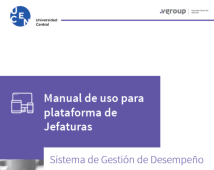 UCEN
Universidad
Central
.vgroup
Manual de uso para
plataforma de
Jefaturas
Sistema de Gestión de Desempeño